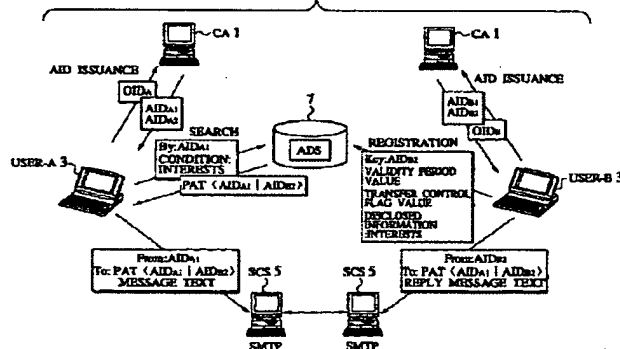 CA 1
CA 1
AID ISSUANCE
AID ISSUANCE
OIDA
AIDA1
AIDA2
AIDB1
AIDB2
OIDB
7
ADS
SEARCH
By:AIDA1
CONDITION:
INTERESTS
PAT <AIDA1 | AIDB2>
REGISTRATION
Key:AIDB2
VALIDITY PERIOD
VALUE
TRANSFER CONTROL
FLAG VALUE
DISCLOSED
INFORMATION
:INTERESTS
USER-A 3
USER-B 3
From:AIDA1
To: PAT <AIDA1 | AIDB2>
MESSAGE TEXT
From:AIDB2
To: PAT <AIDA1 | AIDB2>
REPLY MESSAGE TEXT
SCS 5
SCS 5
SMTP
SMTP